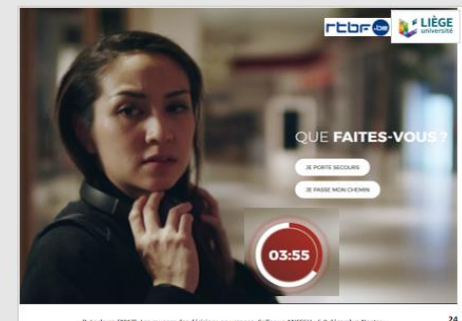 rtbf.be
LIÈGE
université
QUE FAITES-VOUS ?
JE PORTE SECOURS
JE PASSE MON CHEMIN
03:55
24